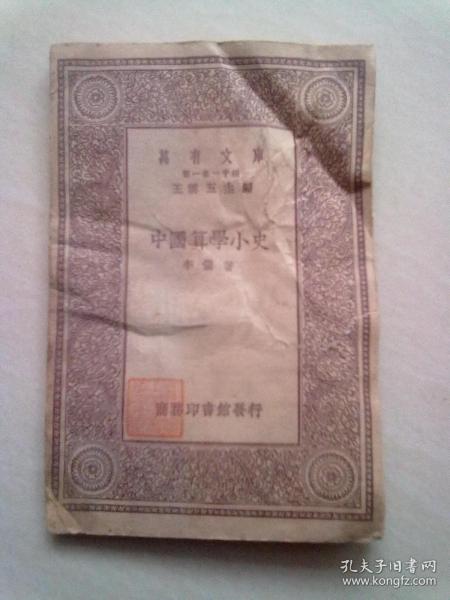 萬有文庫
第一集一千種
王雲五主編
中國算學小史
李儼著
商務印書館發行
孔夫子旧书网
www.kongfz.com